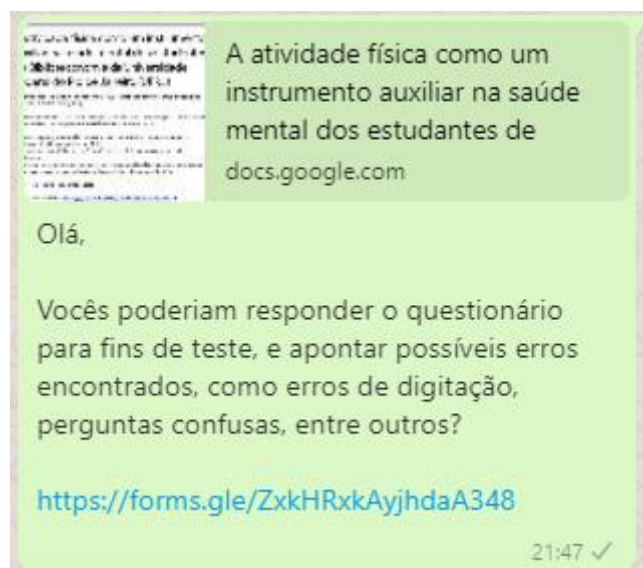 A atividade física como um
instrumento auxiliar na saúde
mental dos estudantes de
docs.google.com
Olá,
Vocês poderiam responder o questionário
para fins de teste, e apontar possíveis erros
encontrados, como erros de digitação,
perguntas confusas, entre outros?
https://forms.gle/ZxkHRxkAyjhdaA348
21:47